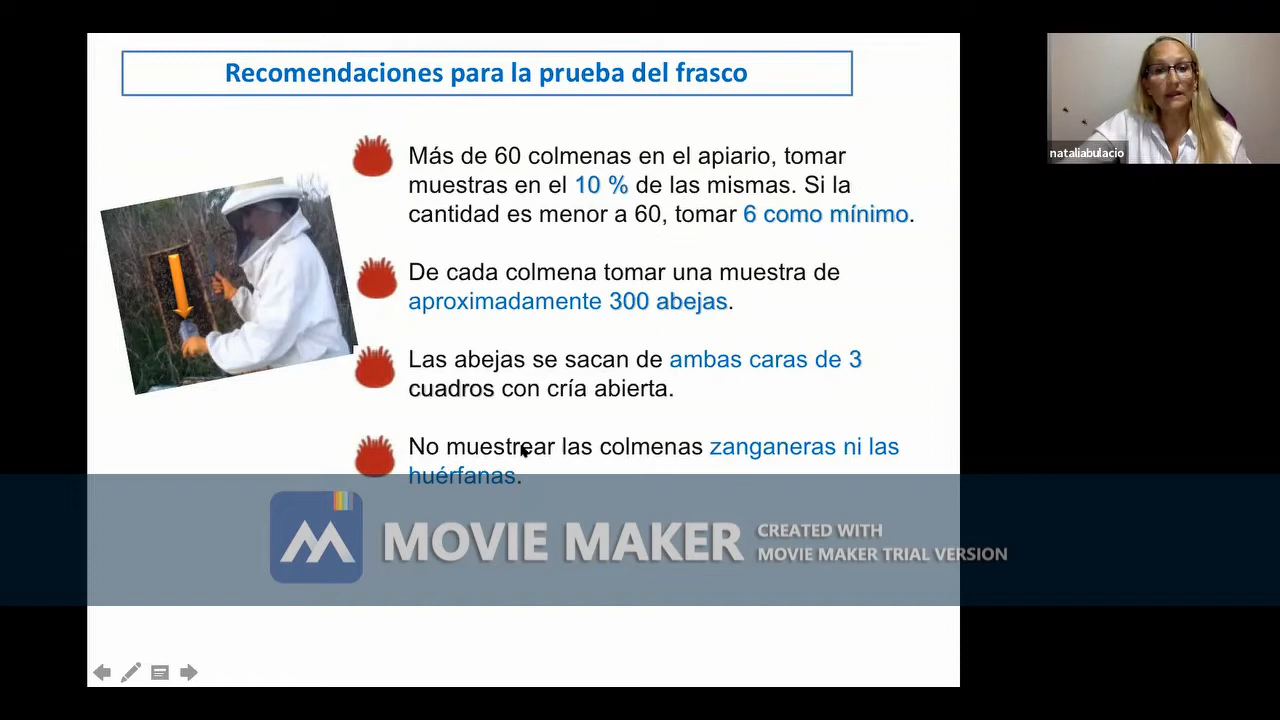 Recomendaciones para la prueba del frasco
Más de 60 colmenas en el apiario, tomar
muestras en el 10 % de las mismas. Si la
cantidad es menor a 60, tomar 6 como mínimo.
De cada colmena tomar una muestra de
aproximadamente 300 abejas.
Las abejas se sacan de ambas caras de 3
cuadros con cría abierta.
No muestrear las colmenas zanganeras ni las
huérfanas.
MOVIE MAKER
CREATED WITH
MOVIE MAKER TRIAL VERSION
nataliabulacio